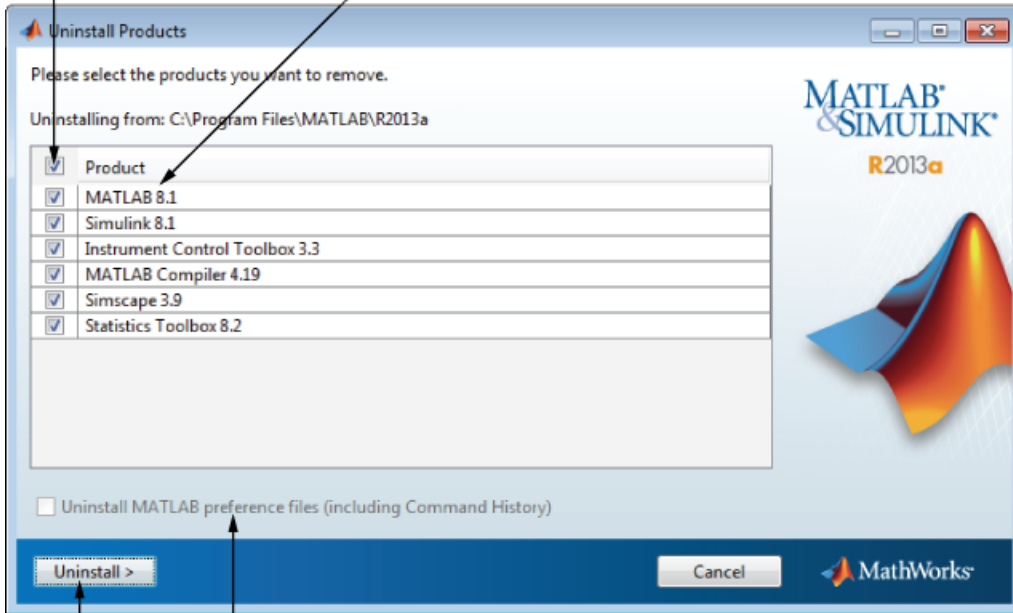 Uninstall Products
Please select the products you want to remove.
Uninstalling from: C:\Program Files\MATLAB\R2013a
MATLAB®
&SIMULINK®
R2013a
Product
MATLAB 8.1
Simulink 8.1
Instrument Control Toolbox 3.3
MATLAB Compiler 4.19
Simscape 3.9
Statistics Toolbox 8.2
Uninstall MATLAB preference files (including Command History)
Uninstall >
Cancel
MathWorks®